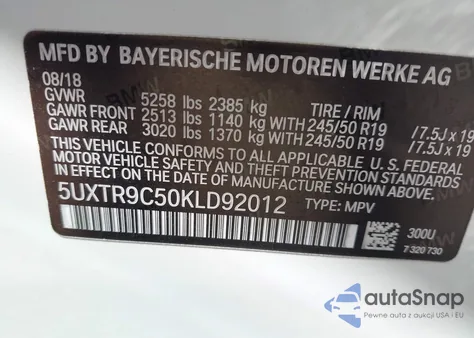 MFD BY BAYERISCHE MOTOREN WERKE AG
08/18
GVWR 5258 lbs 2385 kg TIRE / RIM
GAWR FRONT 2513 lbs 1140 kg WITH 245/50 R19 /7.5J x 19
GAWR REAR 3020 lbs 1370 kg WITH 245/50 R19 /7.5J x 19
THIS VEHICLE CONFORMS TO ALL APPLICABLE U.S. FEDERAL
MOTOR VEHICLE SAFETY AND THEFT PREVENTION STANDARDS
IN EFFECT ON THE DATE OF MANUFACTURE SHOWN ABOVE.
5UXTR9C50KLD92012 TYPE: MPV
300U
7 320 730
autoSnap
Pewne auta z aukcji USA i EU